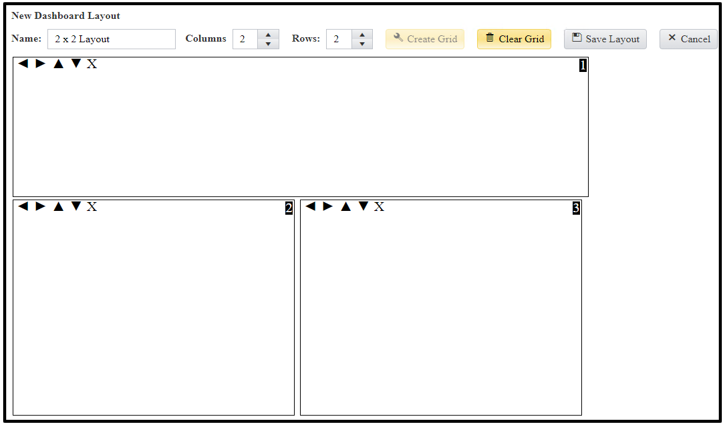 New Dashboard Layout
Name: 2 x 2 Layout Columns 2 Rows: 2 Create Grid Clear Grid Save Layout Cancel
X 1
X 2 X 3